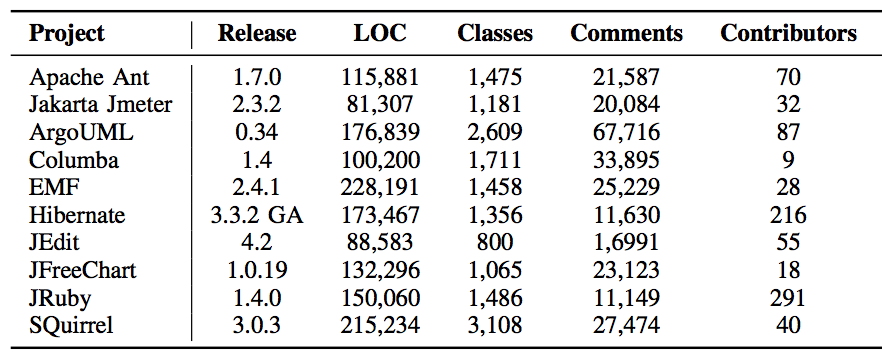 Project Release LOC Classes Comments Contributors
Apache Ant 1.7.0 115,881 1,475 21,587 70
Jakarta Jmeter 2.3.2 81,307 1,181 20,084 32
ArgoUML 0.34 176,839 2,609 67,716 87
Columba 1.4 100,200 1,711 33,895 9
EMF 2.4.1 228,191 1,458 25,229 28
Hibernate 3.3.2 GA 173,467 1,356 11,630 216
JEdit 4.2 88,583 800 1,6991 55
JFreeChart 1.0.19 132,296 1,065 23,123 18
JRuby 1.4.0 150,060 1,486 11,149 291
SQuirrel 3.0.3 215,234 3,108 27,474 40